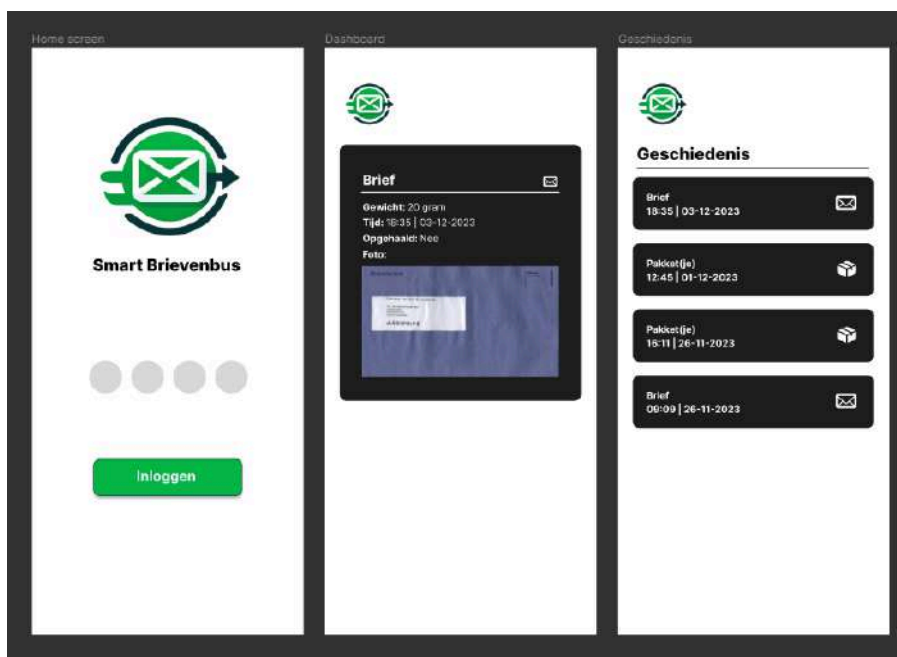 Home screen
Smart Brievenbus
Inloggen
Dashboard
Brief
Gewicht: 20 gram
Tijd: 18:35 | 03-12-2023
Opgehaald: Nee
Foto:
Geschiedenis
Geschiedenis
Brief
18:35 | 03-12-2023
Pakket(je)
12:45 | 01-12-2023
Pakket(je)
16:11 | 26-11-2023
Brief
09:09 | 26-11-2023